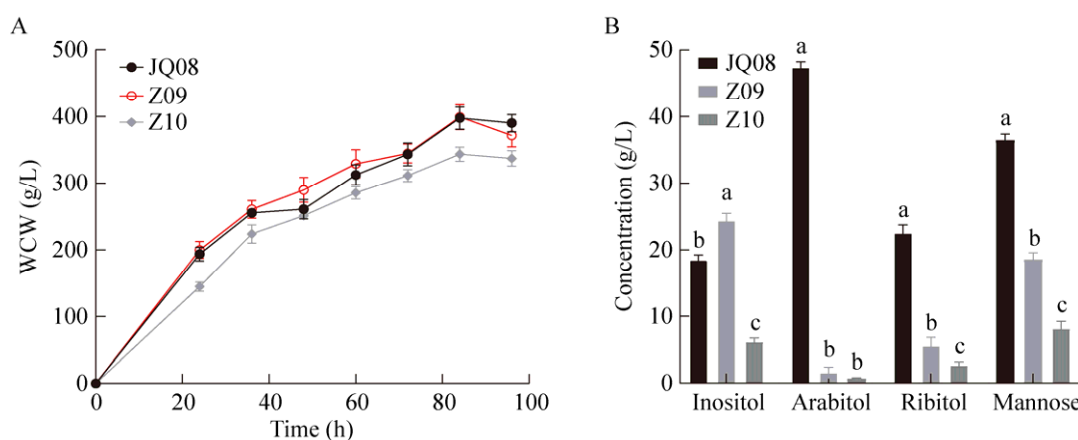 A
500
400
300
200
100
0
WCW (g/L)
JQ08
Z09
Z10
0 20 40 60 80 100
Time (h)
B
50
40
30
20
10
0
Concentration (g/L)
JQ08
Z09
Z10
b a c
a b b
a b c
a b c
Inositol Arabitol Ribitol Mannose